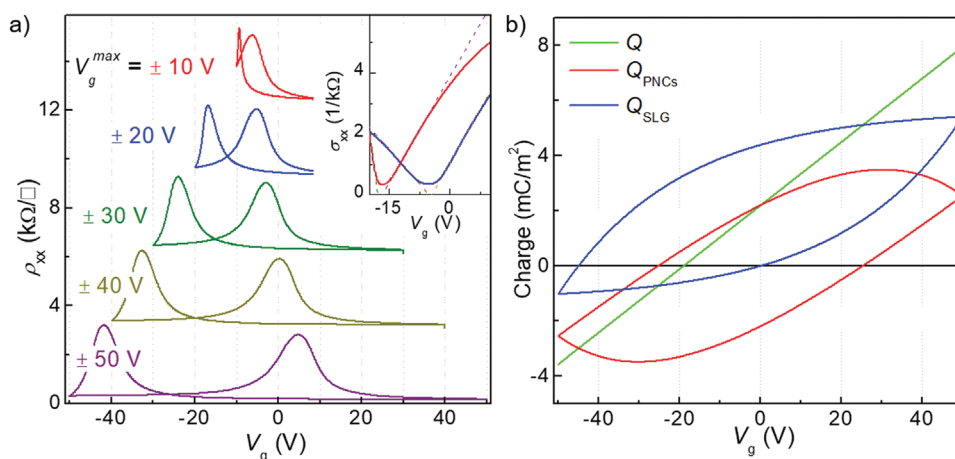 a)
V_g^max = ± 10 V
± 20 V
± 30 V
± 40 V
± 50 V
12
8
4
0
ρ_xx (kΩ/□)
-40 -20 0 20 40
V_g (V)
4
2
0
σ_xx (1/kΩ)
-15 0
V_g (V)
b)
Q
Q_PNCs
Q_SLG
8
4
0
-4
Charge (mC/m²)
-40 -20 0 20 40
V_g (V)